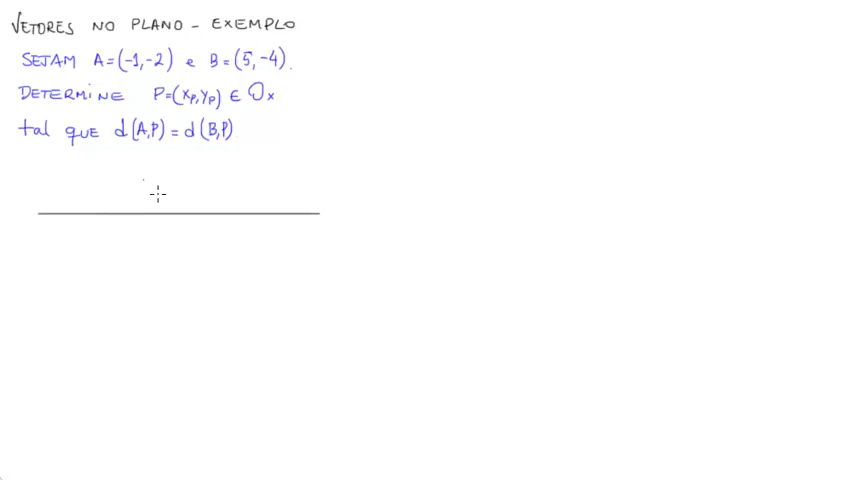 VETORES NO PLANO - EXEMPLO
SEJAM A=(-1,-2) e B=(5,-4).
DETERMINE P=(xp,yp) ∈ Ox
tal que d(A,P) = d(B,P)